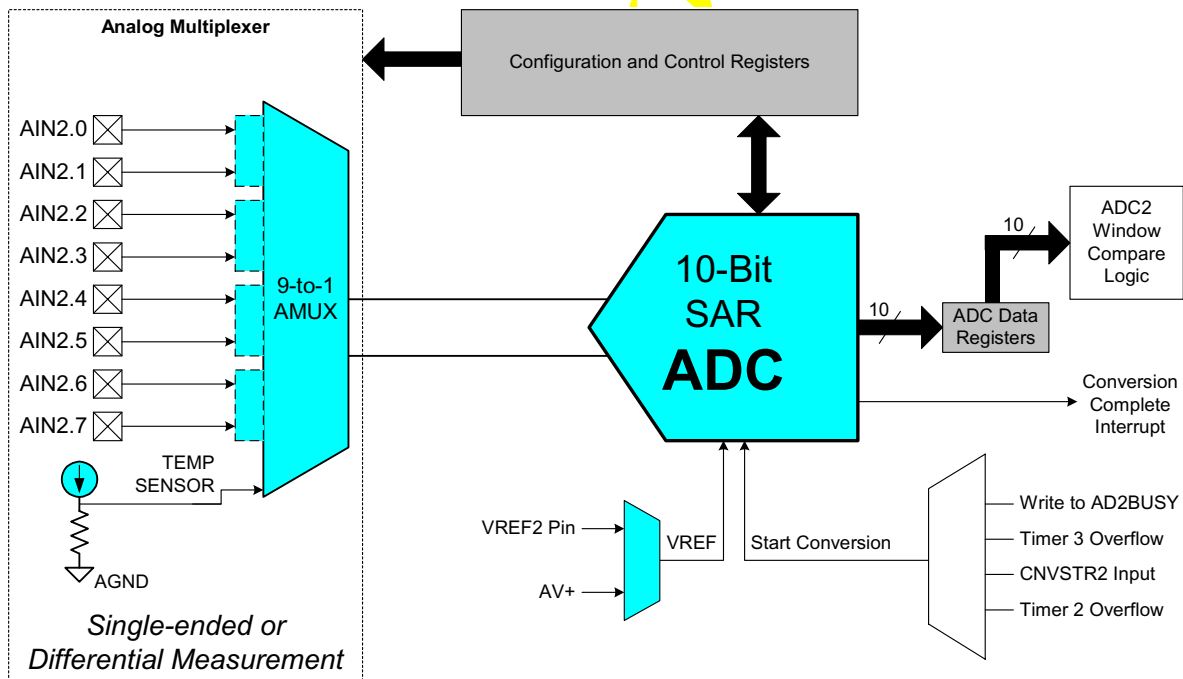 Analog Multiplexer
Configuration and Control Registers
AIN2.0
AIN2.1
AIN2.2
AIN2.3
AIN2.4
AIN2.5
AIN2.6
AIN2.7
9-to-1
AMUX
TEMP
SENSOR
AGND
Single-ended or
Differential Measurement
10-Bit
SAR
ADC
10
ADC Data
Registers
10
ADC2
Window
Compare
Logic
Conversion
Complete
Interrupt
VREF2 Pin
AV+
VREF
Start Conversion
Write to AD2BUSY
Timer 3 Overflow
CNVSTR2 Input
Timer 2 Overflow